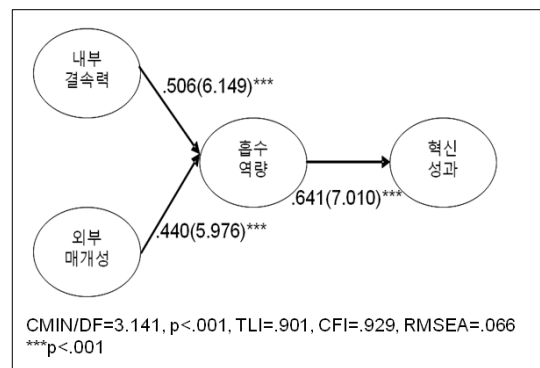 내부
결속력
.506(6.149)***
흡수
역량
혁신
성과
.641(7.010)***
외부
매개성
.440(5.976)***
CMIN/DF=3.141, p<.001, TLI=.901, CFI=.929, RMSEA=.066
***p<.001